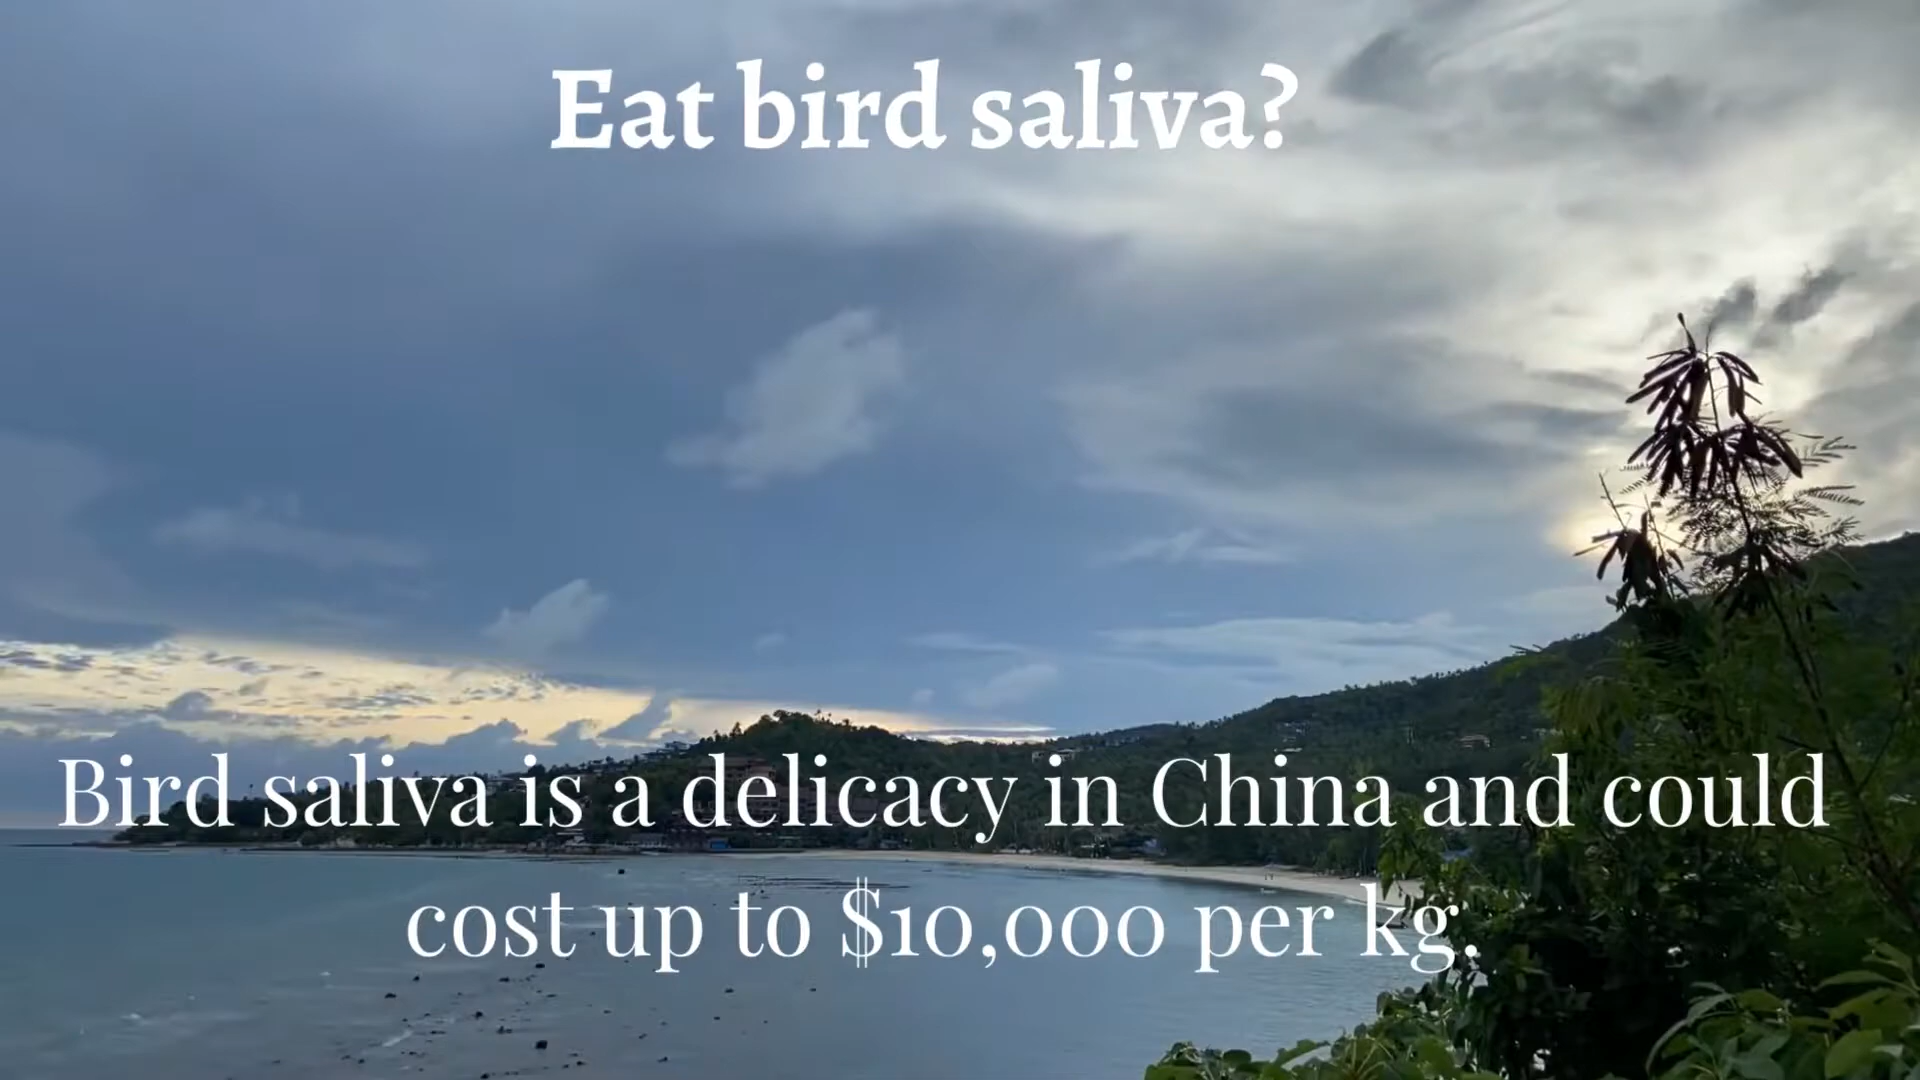 Eat bird saliva?
Bird saliva is a delicacy in China and could
cost up to $10,000 per kg.